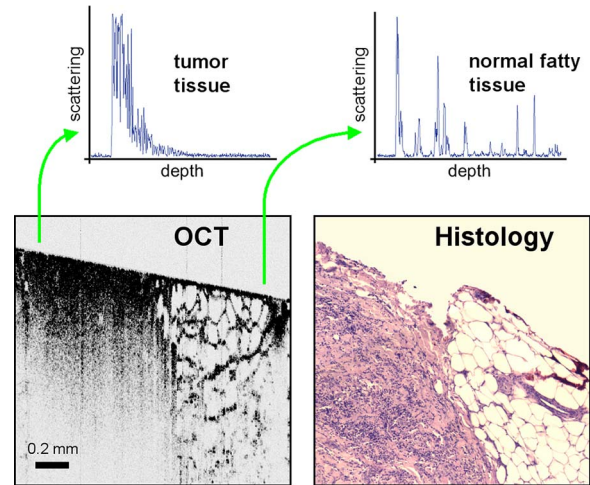 scattering
tumor
tissue
depth
scattering
normal fatty
tissue
depth
OCT
0.2 mm
Histology